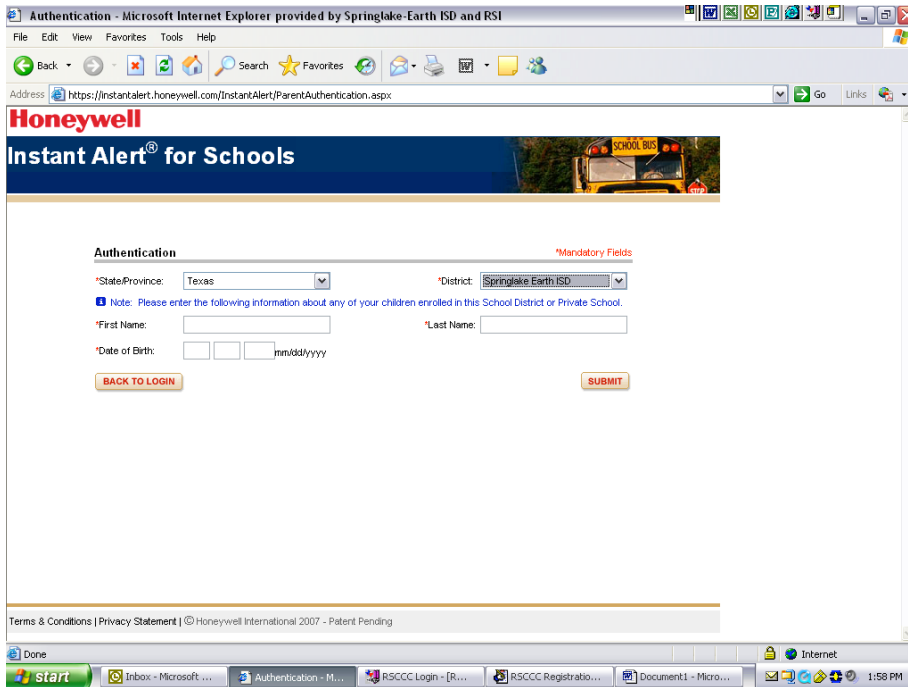 Authentication - Microsoft Internet Explorer provided by Springlake-Earth ISD and RSI
File Edit View Favorites Tools Help
Back Search Favorites
Address https://instantalert.honeywell.com/InstantAlert/ParentAuthentication.aspx Go Links
Honeywell
Instant Alert® for Schools
SCHOOL BUS
STOP
Authentication *Mandatory Fields
*State/Province: Texas *District: Springlake Earth ISD
Note: Please enter the following information about any of your children enrolled in this School District or Private School.
*First Name: *Last Name:
*Date of Birth: mm/dd/yyyy
BACK TO LOGIN SUBMIT
Terms & Conditions | Privacy Statement | © Honeywell International 2007 - Patent Pending
Done Internet
start Inbox - Microsoft ... Authentication - M... RSCCC Login - [R... RSCCC Registratio... Document1 - Micro... 1:58 PM